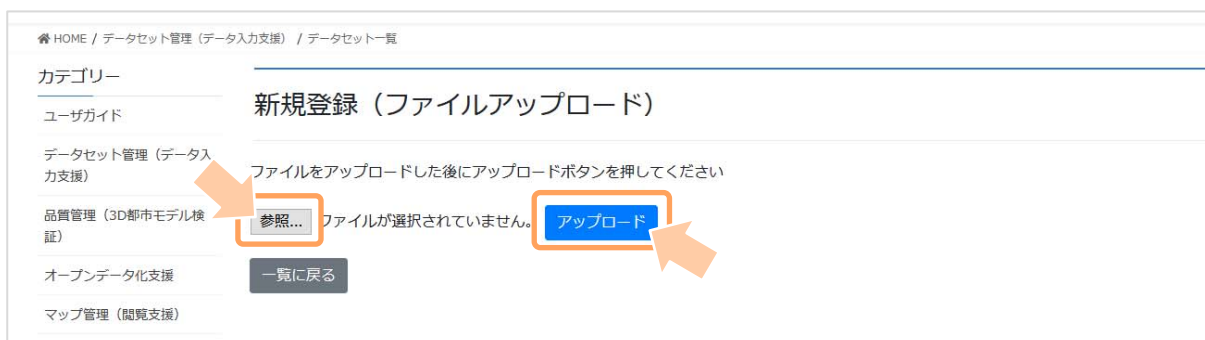 HOME / データセット管理（データ入力支援） / データセット一覧
カテゴリー
ユーザガイド
データセット管理（データ入
力支援）
品質管理（3D都市モデル検
証）
オープンデータ化支援
マップ管理（閲覧支援）
新規登録（ファイルアップロード）
ファイルをアップロードした後にアップロードボタンを押してください
参照... ファイルが選択されていません。 アップロード
一覧に戻る